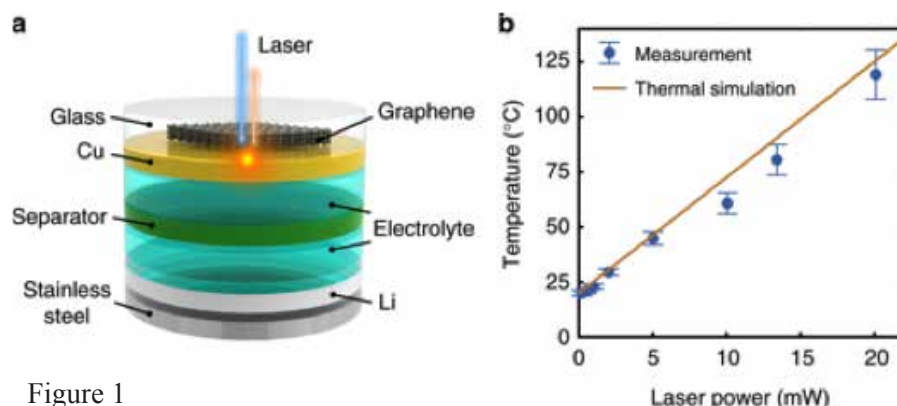 a
Laser
Glass
Graphene
Cu
Separator
Electrolyte
Stainless
steel
Li
Figure 1
b
Measurement
Thermal simulation
Temperature (°C)
125
100
75
50
25
0
0 5 10 15 20
Laser power (mW)